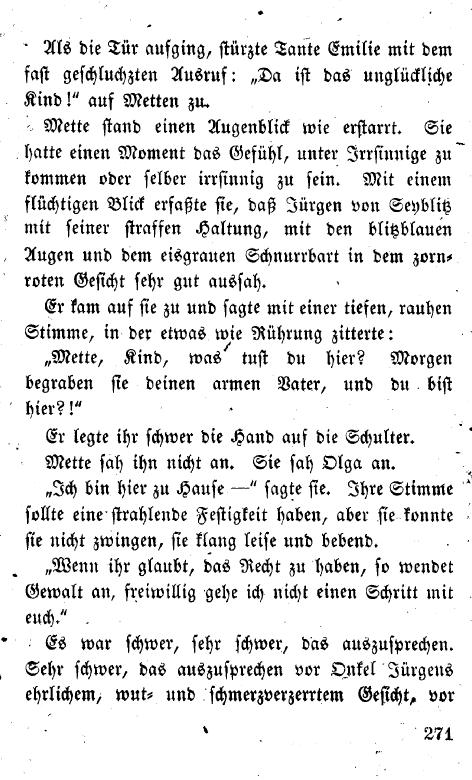 Als die Tür aufging, stürzte Tante Emilie mit dem
fast geschluchzten Ausruf: „Da ist das unglückliche
Kind!“ auf Metten zu.
Mette stand einen Augenblick wie erstarrt. Sie
hatte einen Moment das Gefühl, unter Irrsinnige zu
kommen oder selber irrsinnig zu sein. Mit einem
flüchtigen Blick erfaßte sie, daß Jürgen von Seyblitz
mit seiner straffen Haltung, mit den blitzblauen
Augen und dem eisgrauen Schnurrbart in dem zorn-
roten Gesicht sehr gut aussah.
Er kam auf sie zu und sagte mit einer tiefen, rauhen
Stimme, in der etwas wie Rührung zitterte:
„Mette, Kind, was tust du hier? Morgen
begraben sie deinen armen Vater, und du bist
hier?!“
Er legte ihr schwer die Hand auf die Schulter.
Mette sah ihn nicht an. Sie sah Olga an.
„Ich bin hier zu Hause —“ sagte sie. Ihre Stimme
sollte eine strahlende Festigkeit haben, aber sie konnte
sie nicht zwingen, sie klang leise und bebend.
„Wenn ihr glaubt, das Recht zu haben, so wendet
Gewalt an, freiwillig gehe ich nicht einen Schritt mit
euch.“
Es war schwer, sehr schwer, das auszusprechen.
Sehr schwer, das auszusprechen vor Onkel Jürgens
ehrlichem, wut- und schmerzverzerrtem Gesicht, vor
271